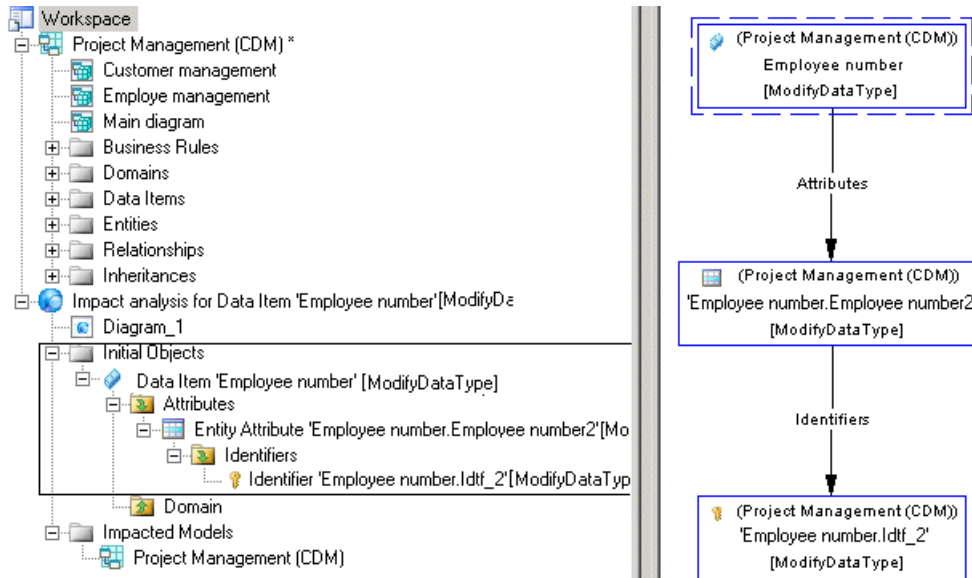 Workspace
Project Management (CDM) *
Customer management
Employe management
Main diagram
Business Rules
Domains
Data Items
Entities
Relationships
Inheritances
Impact analysis for Data Item 'Employee number'[ModifyDa
Diagram_1
Initial Objects
Data Item 'Employee number' [ModifyDataType]
Attributes
Entity Attribute 'Employee number.Employee number2'[Mo
Identifiers
Identifier 'Employee number.Idtf_2'[ModifyDataTyp
Domain
Impacted Models
Project Management (CDM)
(Project Management (CDM))
Employee number
[ModifyDataType]
Attributes
(Project Management (CDM))
'Employee number.Employee number2
[ModifyDataType]
Identifiers
(Project Management (CDM))
'Employee number.Idtf_2'
[ModifyDataType]